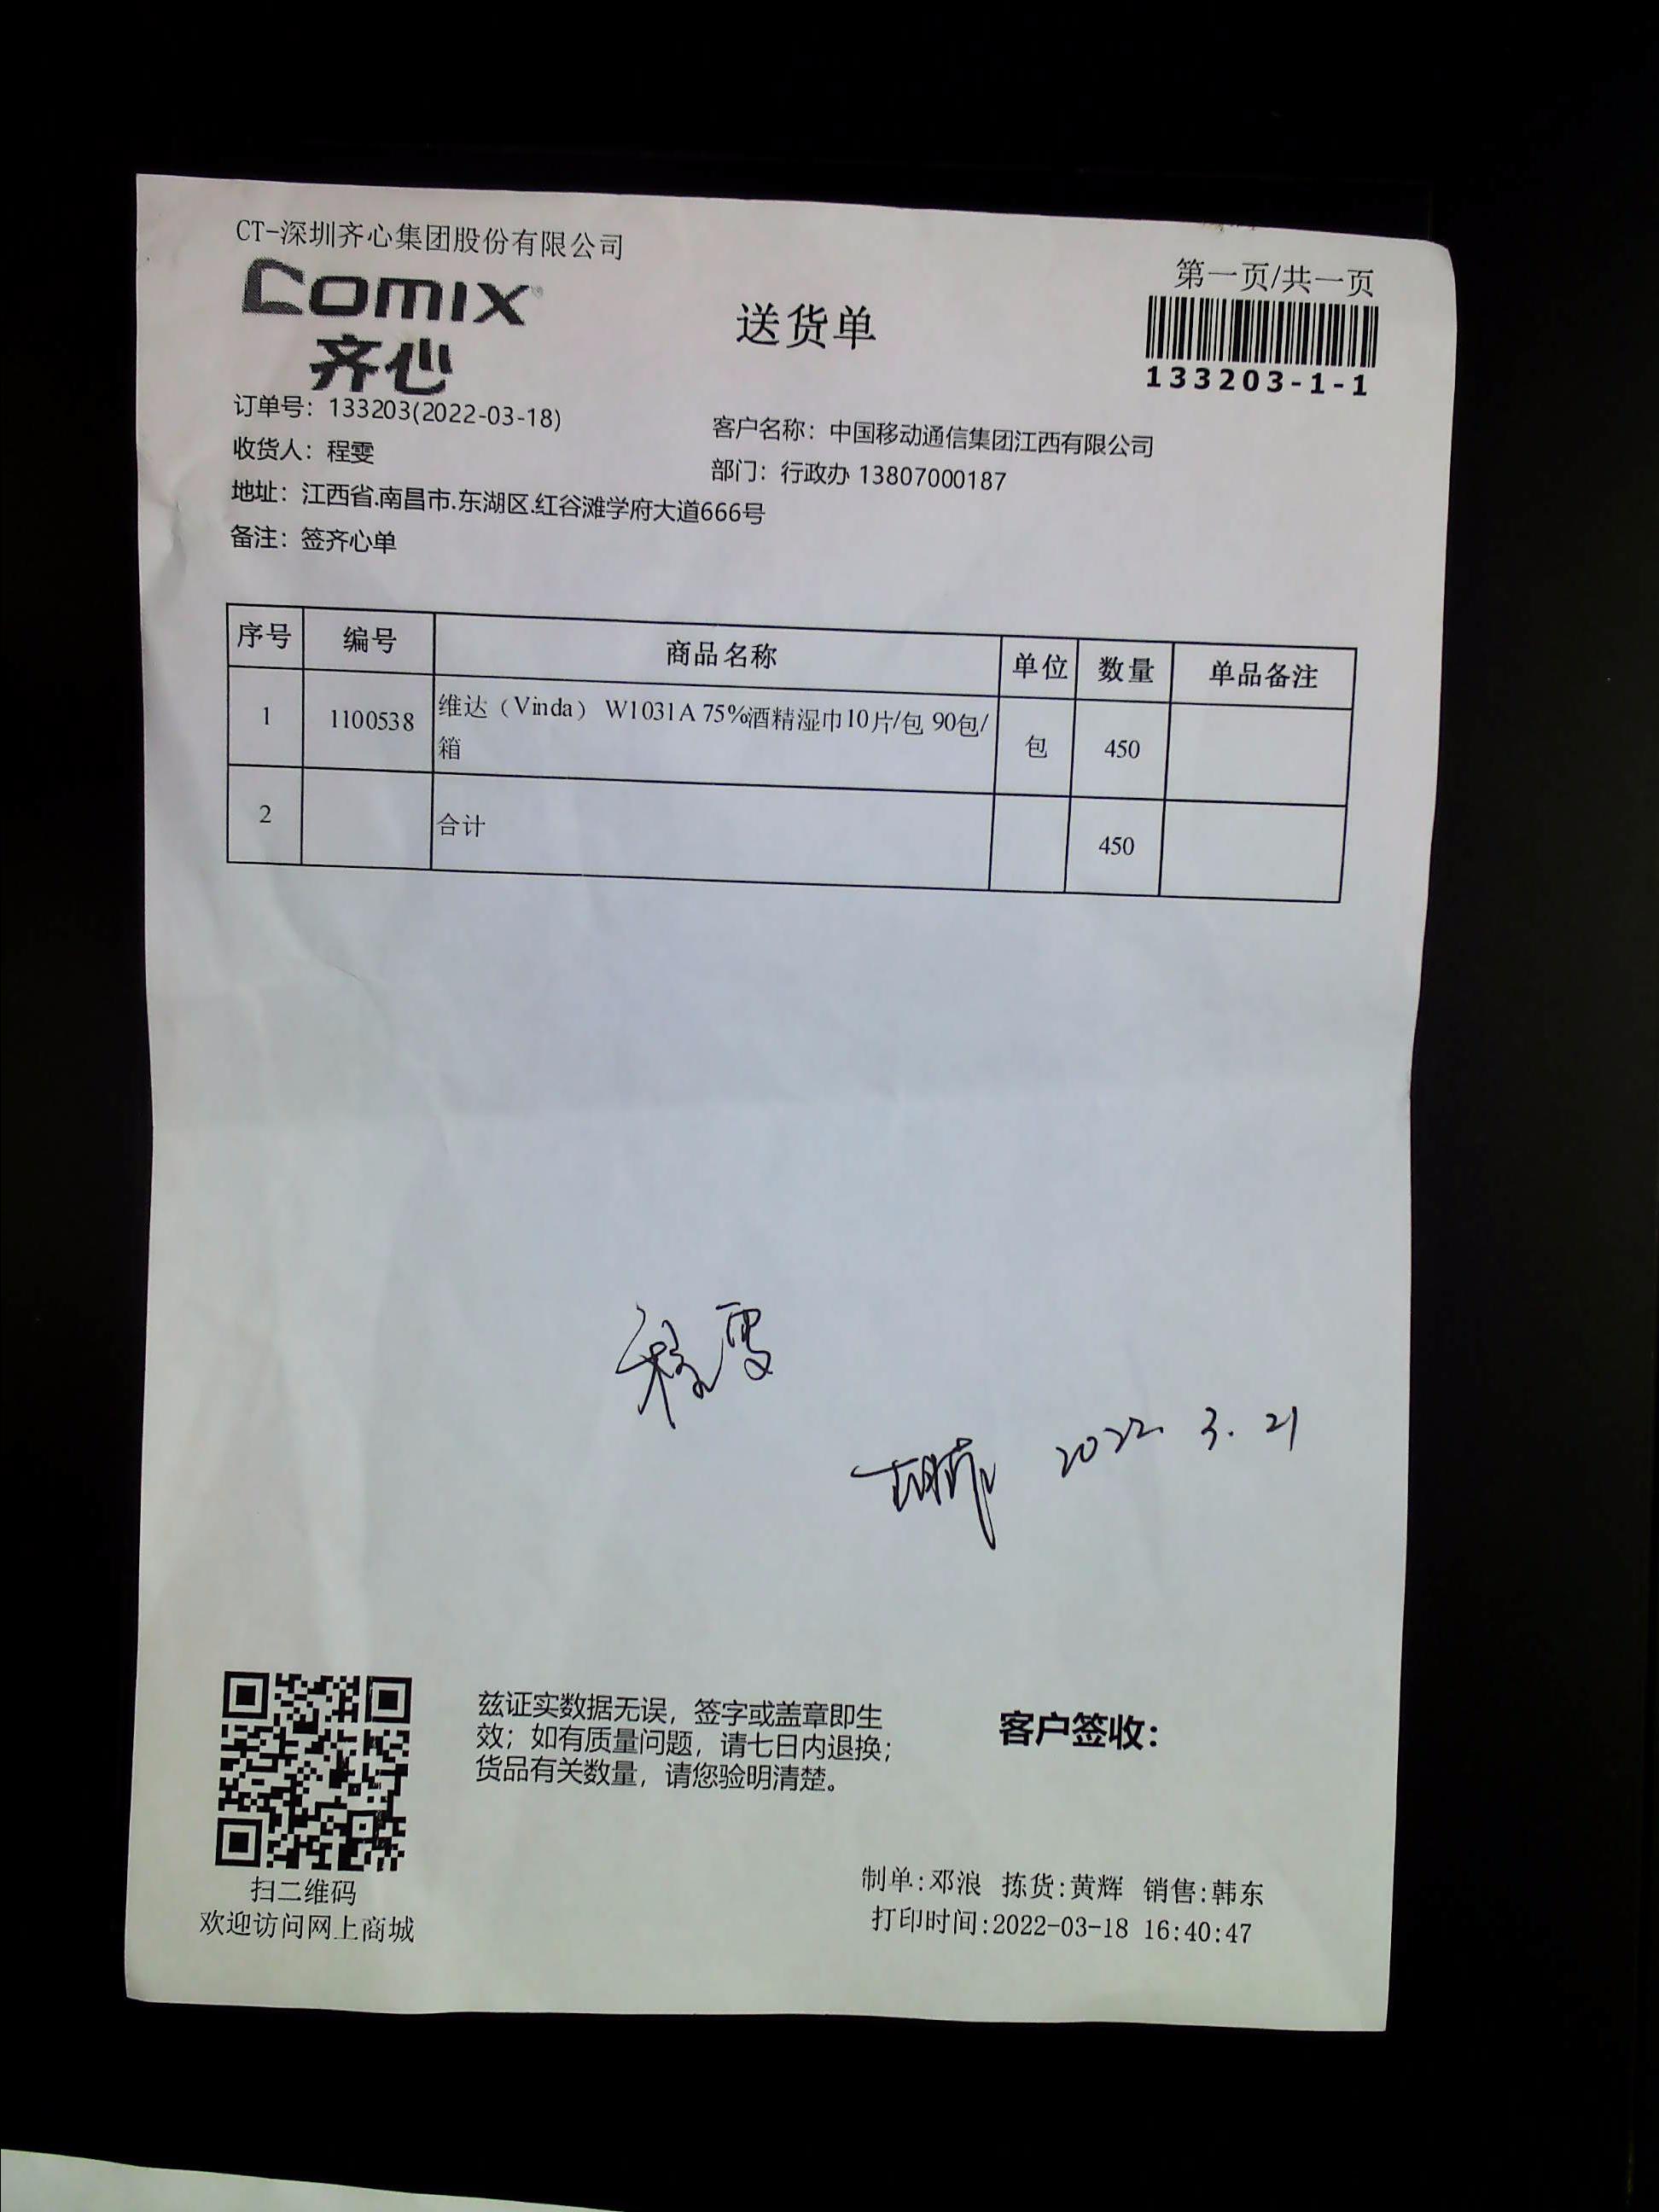 CT-深圳齐心集团股份有限公司
Comix
齐心
送货单
第一页/共一页
133203-1-1
订单号：133203(2022-03-18)
客户名称：中国移动通信集团江西有限公司
收货人：程雯
部门：行政办 13807000187
地址：江西省.南昌市.东湖区.红谷滩学府大道666号
备注：签齐心单
序号 编号 商品名称 单位 数量 单品备注
1 1100538 维达（Vinda） W1031A 75%酒精湿巾10片/包 90包/
箱 包 450
2 合计 450
程雯
2022.3.21
兹证实数据无误，签字或盖章即生
效；如有质量问题，请七日内退换；
货品有关数量，请您验明清楚。
客户签收：
扫二维码
欢迎访问网上商城
制单:邓浪 拣货:黄辉 销售:韩东
打印时间:2022-03-18 16:40:47